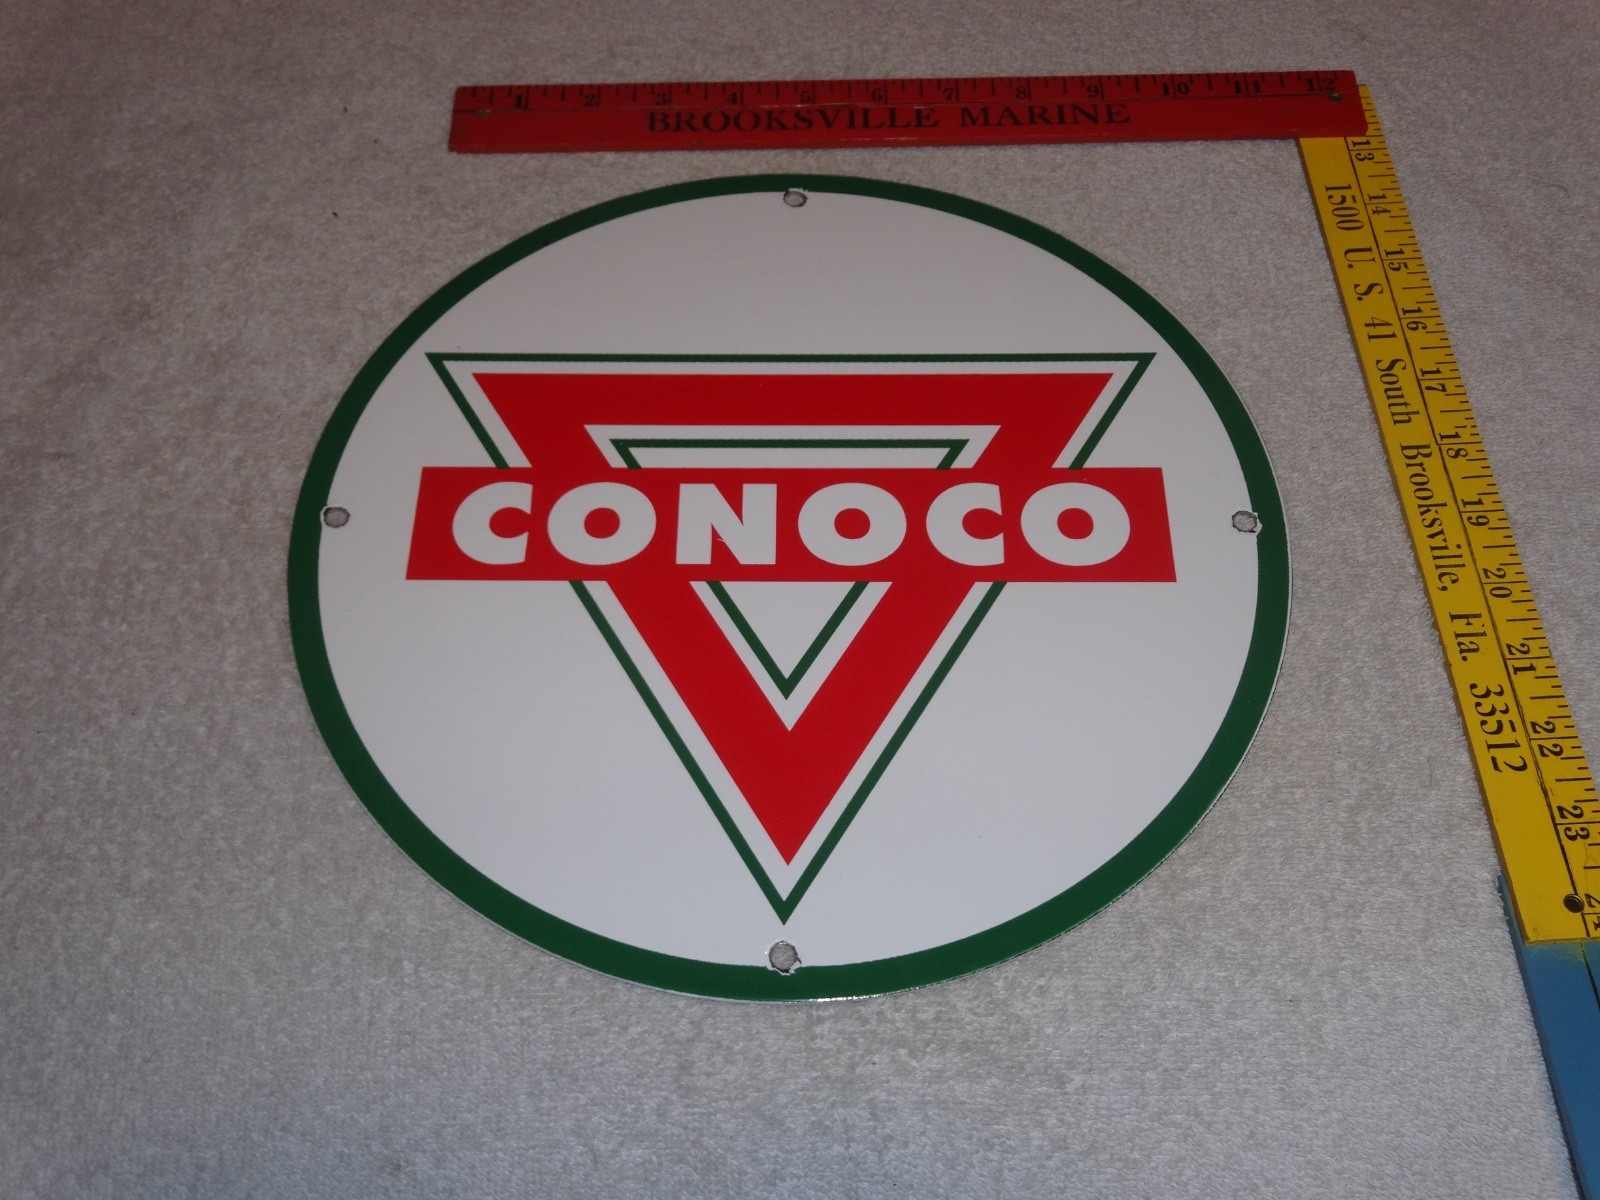 1 2 3 4 5 6 7 8 9 10 11 12
BROOKSVILLE MARINE
13 14 15 16 17 18 19 20 21 22 23 24
1500 U. S. 41 South Brooksville, Fla. 33512
CONOCO